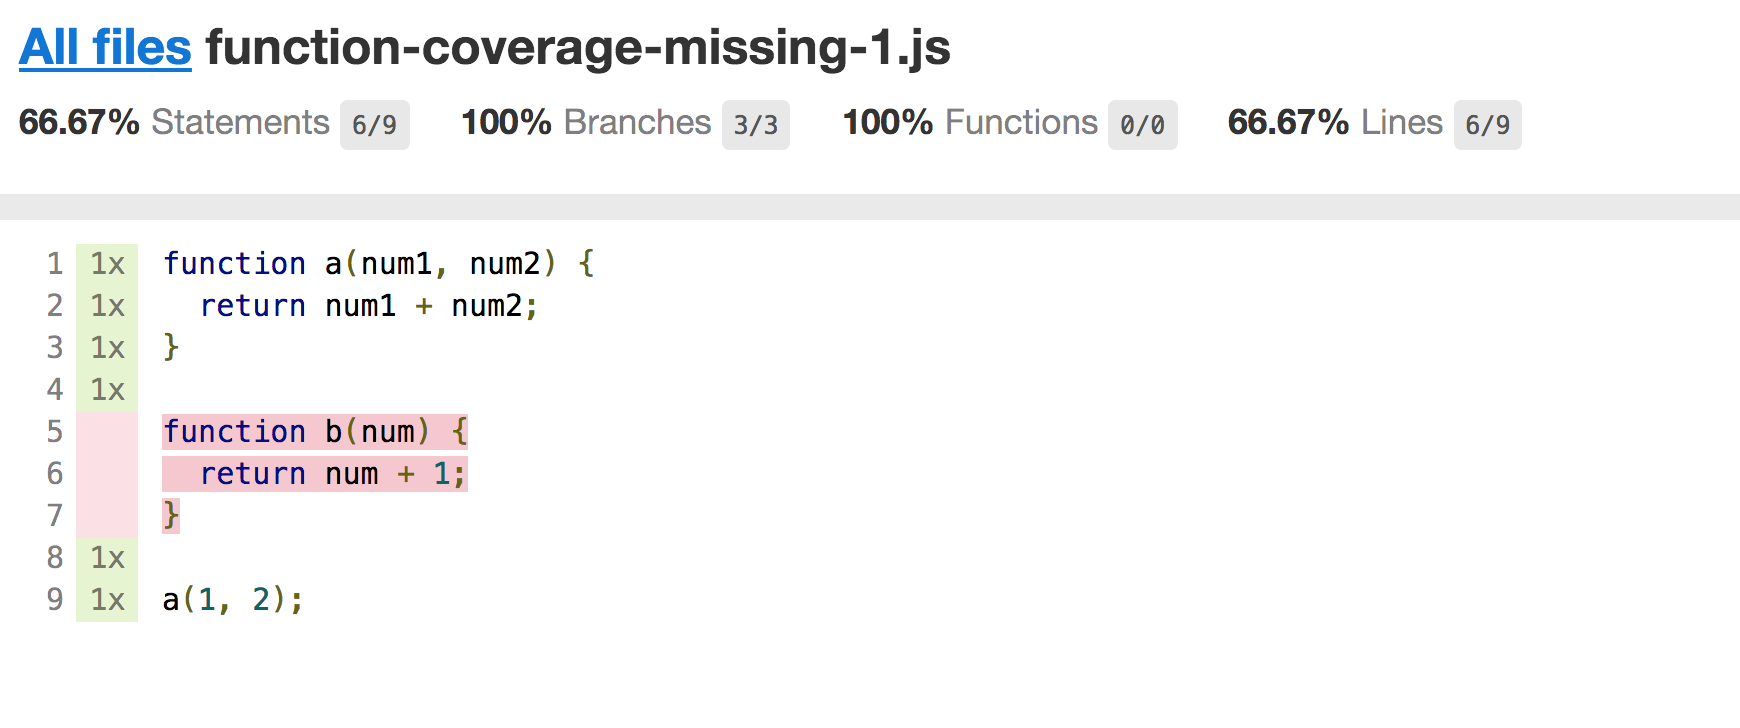 All files function-coverage-missing-1.js
66.67% Statements 6/9 100% Branches 3/3 100% Functions 0/0 66.67% Lines 6/9
1 1x function a(num1, num2) {
2 1x   return num1 + num2;
3 1x }
4 1x
5 function b(num) {
6   return num + 1;
7 }
8 1x
9 1x a(1, 2);